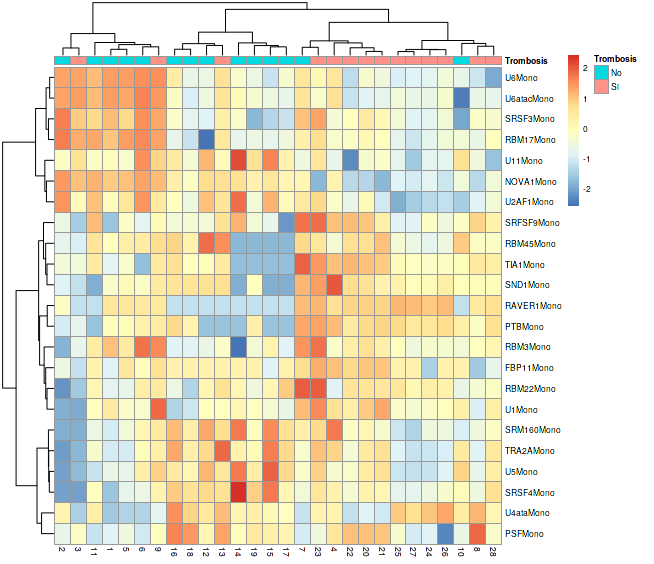 Trombosis
U6Mono
U6atacMono
SRSF3Mono
RBM17Mono
U11Mono
NOVA1Mono
U2AF1Mono
SRFSF9Mono
RBM45Mono
TIA1Mono
SND1Mono
RAVER1Mono
PTBMono
RBM3Mono
FBP11Mono
RBM22Mono
U1Mono
SRM160Mono
TRA2AMono
U5Mono
SRSF4Mono
U4ataMono
PSFMono
2 3 11 1 5 6 9 16 18 12 13 14 19 15 17 7 23 4 22 20 21 25 27 24 26 10 8 28
2
1
0
-1
-2
Trombosis
No
SI